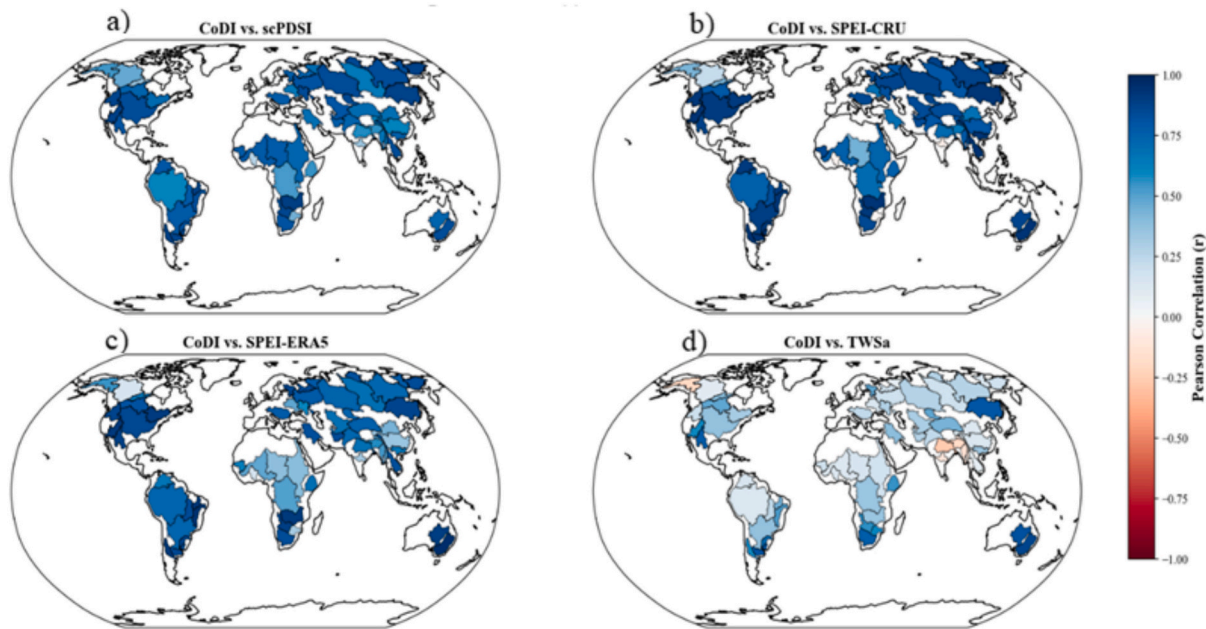 a)
CoDI vs. scPDSI
b)
CoDI vs. SPEI-CRU
c)
CoDI vs. SPEI-ERA5
d)
CoDI vs. TWSa
1.00
0.75
0.50
0.25
0.00
−0.25
−0.50
−0.75
−1.00
Pearson Correlation (r)